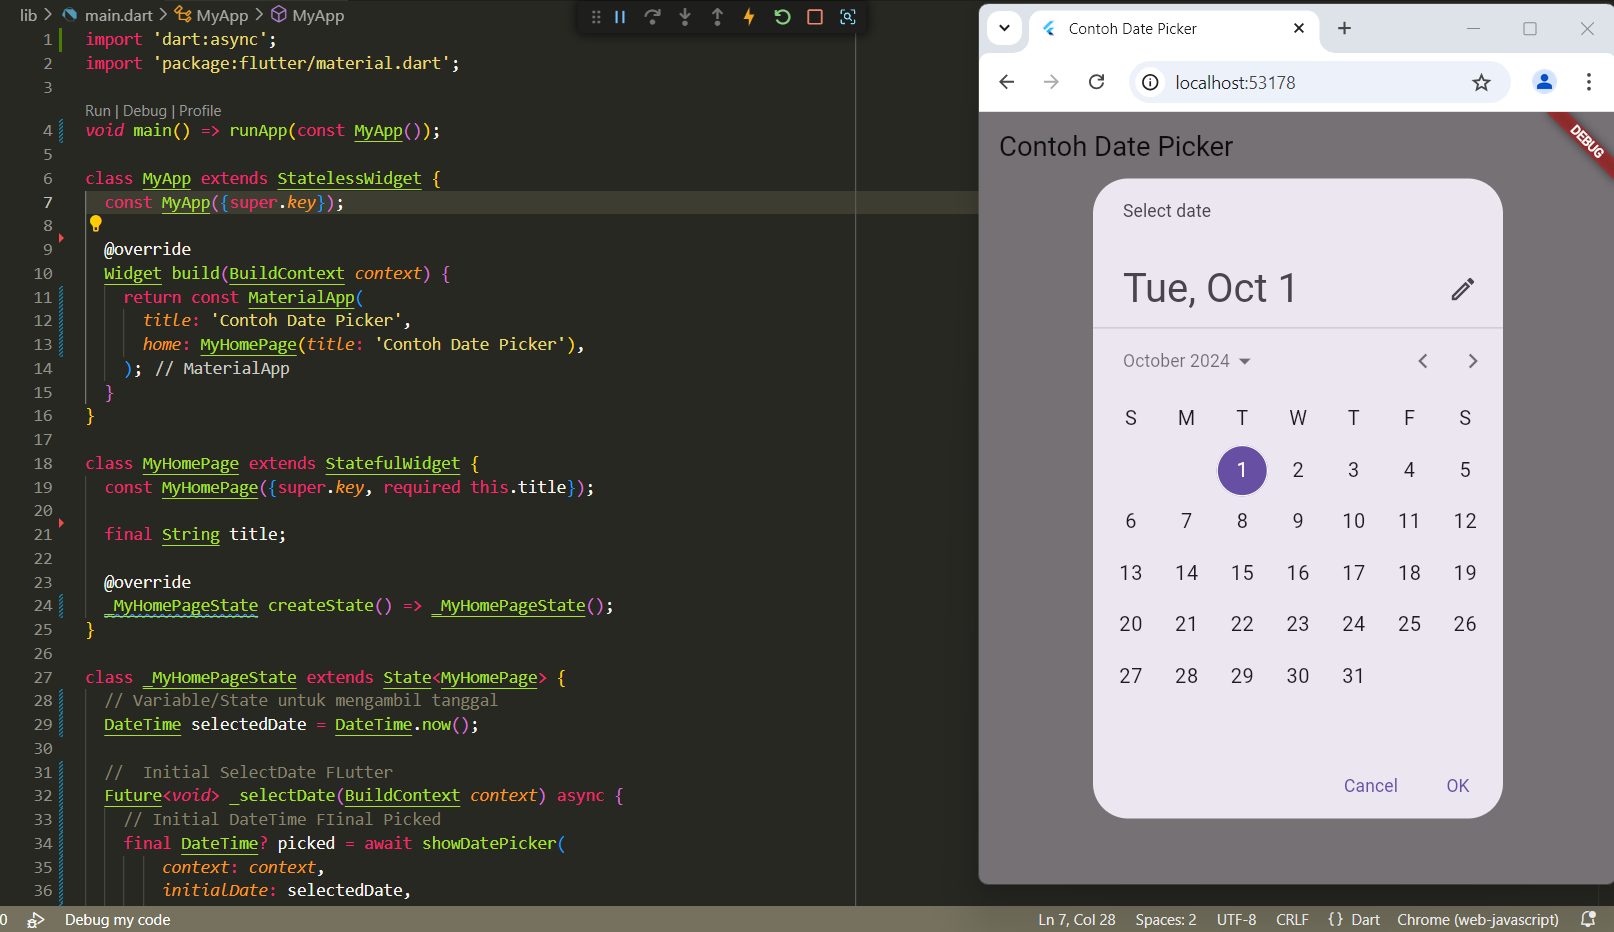 lib > main.dart > MyApp > MyApp
1 import 'dart:async';
2 import 'package:flutter/material.dart';
3
Run | Debug | Profile
4 void main() => runApp(const MyApp());
5
6 class MyApp extends StatelessWidget {
7 const MyApp({super.key});
8
9 @override
10 Widget build(BuildContext context) {
11 return const MaterialApp(
12 title: 'Contoh Date Picker',
13 home: MyHomePage(title: 'Contoh Date Picker'),
14 ); // MaterialApp
15 }
16 }
17
18 class MyHomePage extends StatefulWidget {
19 const MyHomePage({super.key, required this.title});
20
21 final String title;
22
23 @override
24 _MyHomePageState createState() => _MyHomePageState();
25 }
26
27 class _MyHomePageState extends State<MyHomePage> {
28 // Variable/State untuk mengambil tanggal
29 DateTime selectedDate = DateTime.now();
30
31 //  Initial SelectDate FLutter
32 Future<void> _selectDate(BuildContext context) async {
33 // Initial DateTime FIinal Picked
34 final DateTime? picked = await showDatePicker(
35 context: context,
36 initialDate: selectedDate,
Contoh Date Picker
localhost:53178
Contoh Date Picker
DEBUG
Select date
Tue, Oct 1
October 2024
S M T W T F S
1 2 3 4 5
6 7 8 9 10 11 12
13 14 15 16 17 18 19
20 21 22 23 24 25 26
27 28 29 30 31
Cancel OK
0 Debug my code Ln 7, Col 28 Spaces: 2 UTF-8 CRLF {} Dart Chrome (web-javascript)